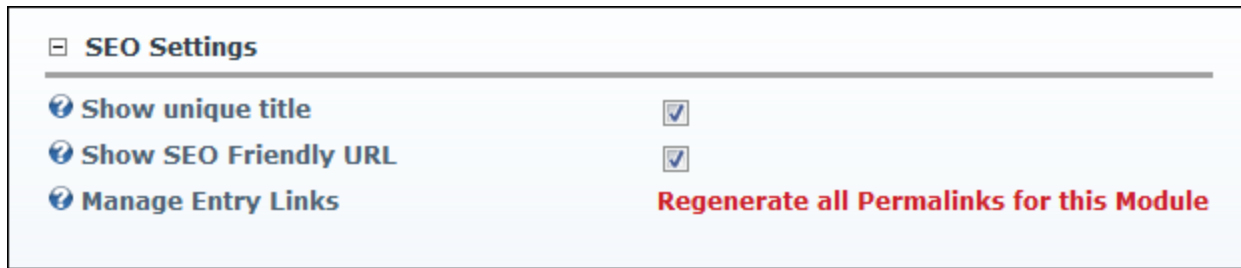 SEO Settings
Show unique title
Show SEO Friendly URL
Manage Entry Links Regenerate all Permalinks for this Module